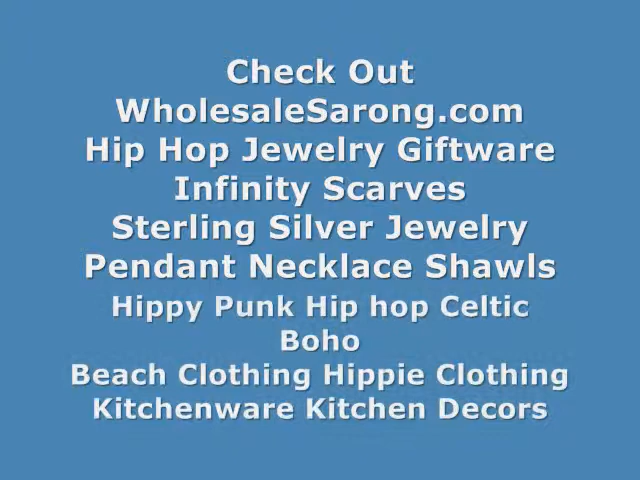 Check Out
WholesaleSarong.com
Hip Hop Jewelry Giftware
Infinity Scarves
Sterling Silver Jewelry
Pendant Necklace Shawls
Hippy Punk Hip hop Celtic
Boho
Beach Clothing Hippie Clothing
Kitchenware Kitchen Decors